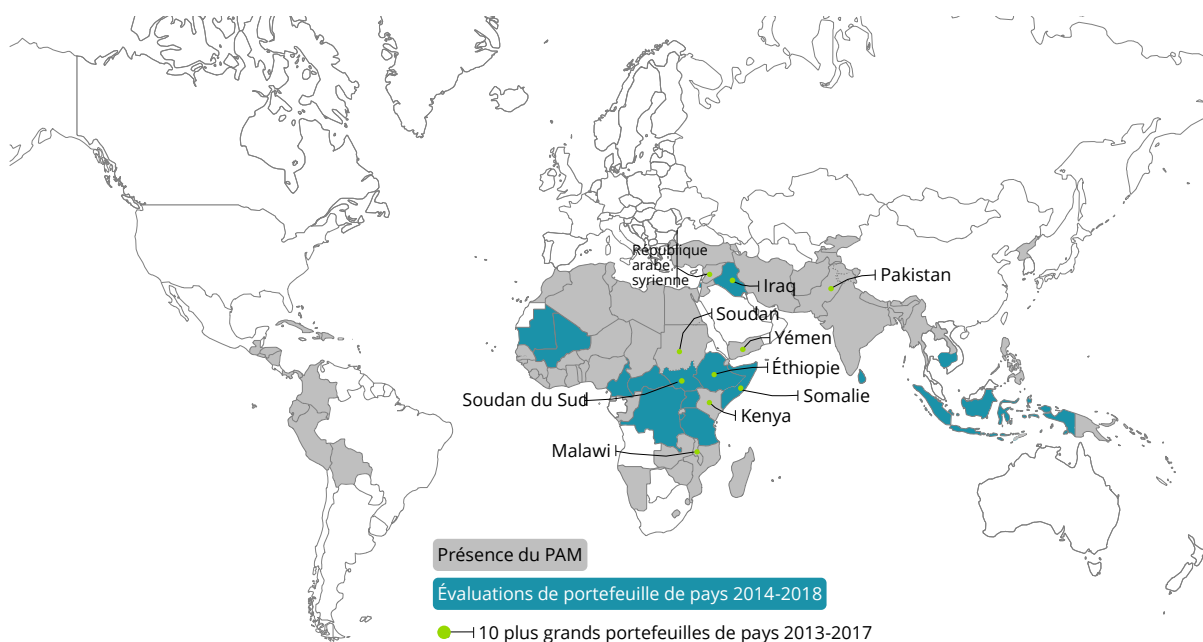 République
arabe
syrienne
Iraq
Pakistan
Soudan
Yémen
Éthiopie
Soudan du Sud
Somalie
Kenya
Malawi
Présence du PAM
Évaluations de portefeuille de pays 2014-2018
10 plus grands portefeuilles de pays 2013-2017